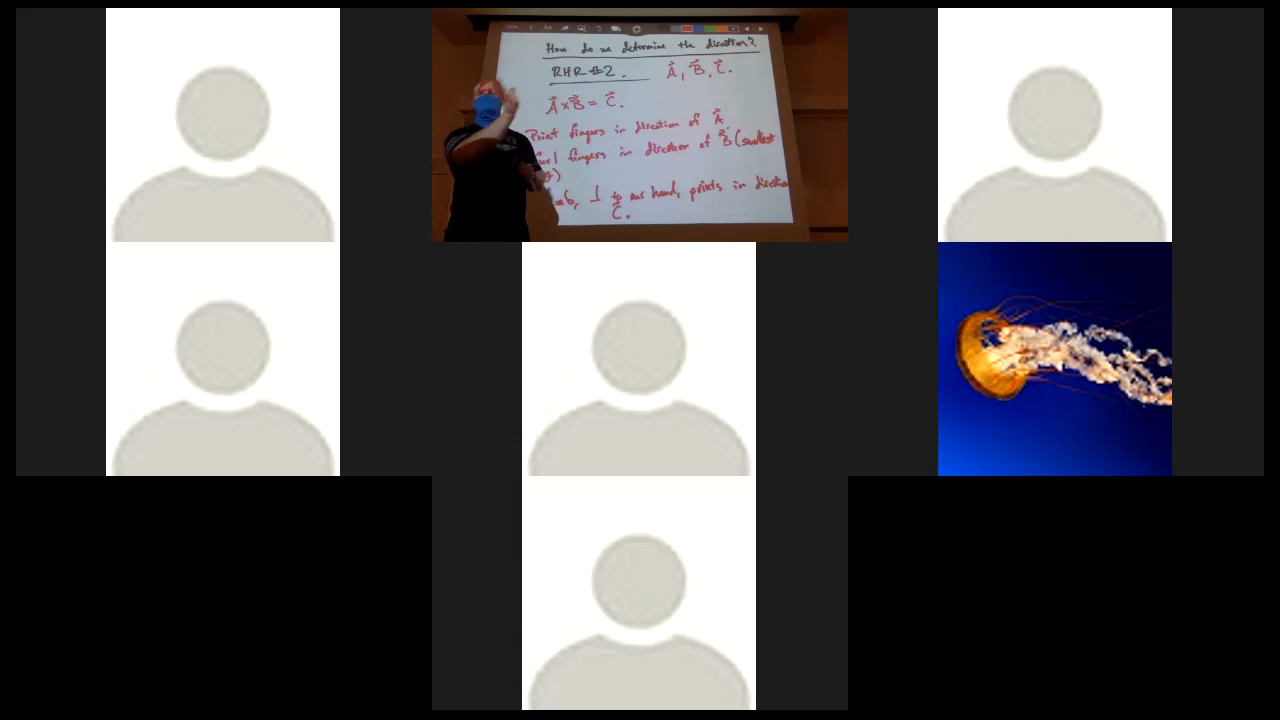 How do we determine the direction?
RHR #2. A⃗, B⃗, C⃗.
A⃗ × B⃗ = C⃗.
Point fingers in direction of A⃗
url fingers in direction of B⃗ (smallest
⊥ to our hand, points in direction
C⃗.